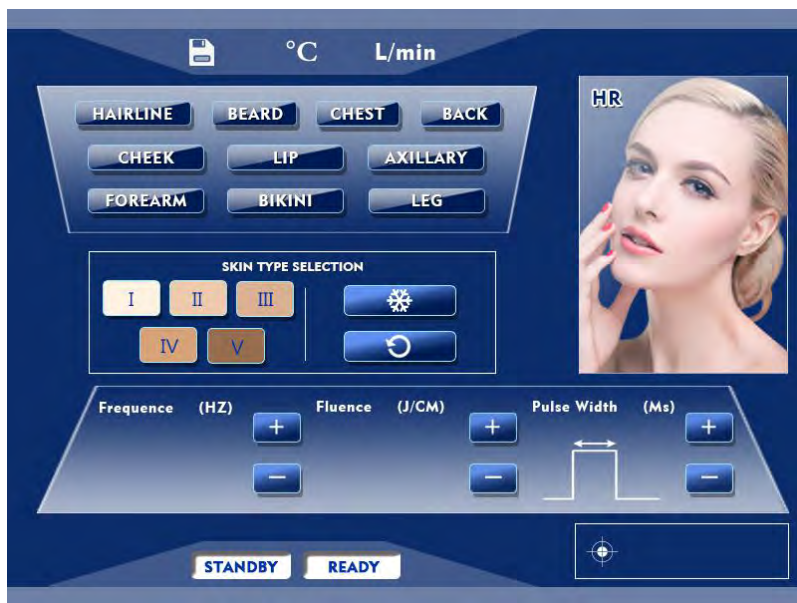 °C L/min
HR
HAIRLINE BEARD CHEST BACK
CHEEK LIP AXILLARY
FOREARM BIKINI LEG
SKIN TYPE SELECTION
I II III
IV V
Frequence (HZ) Fluence (J/CM) Pulse Width (Ms)
+ + +
− − −
STANDBY READY